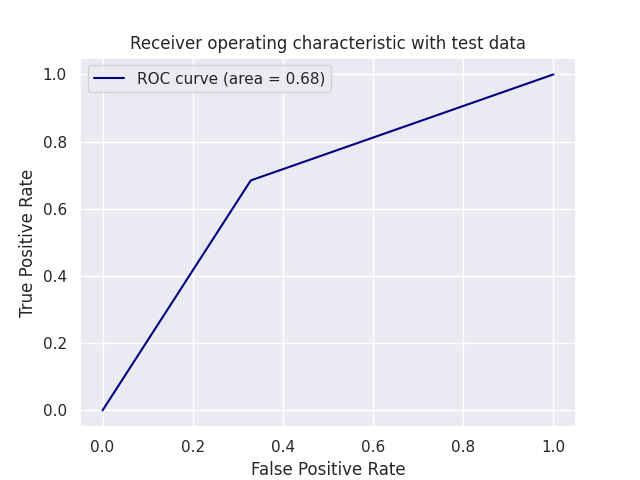 Receiver operating characteristic with test data
ROC curve (area = 0.68)
True Positive Rate
1.0
0.8
0.6
0.4
0.2
0.0
0.0 0.2 0.4 0.6 0.8 1.0
False Positive Rate